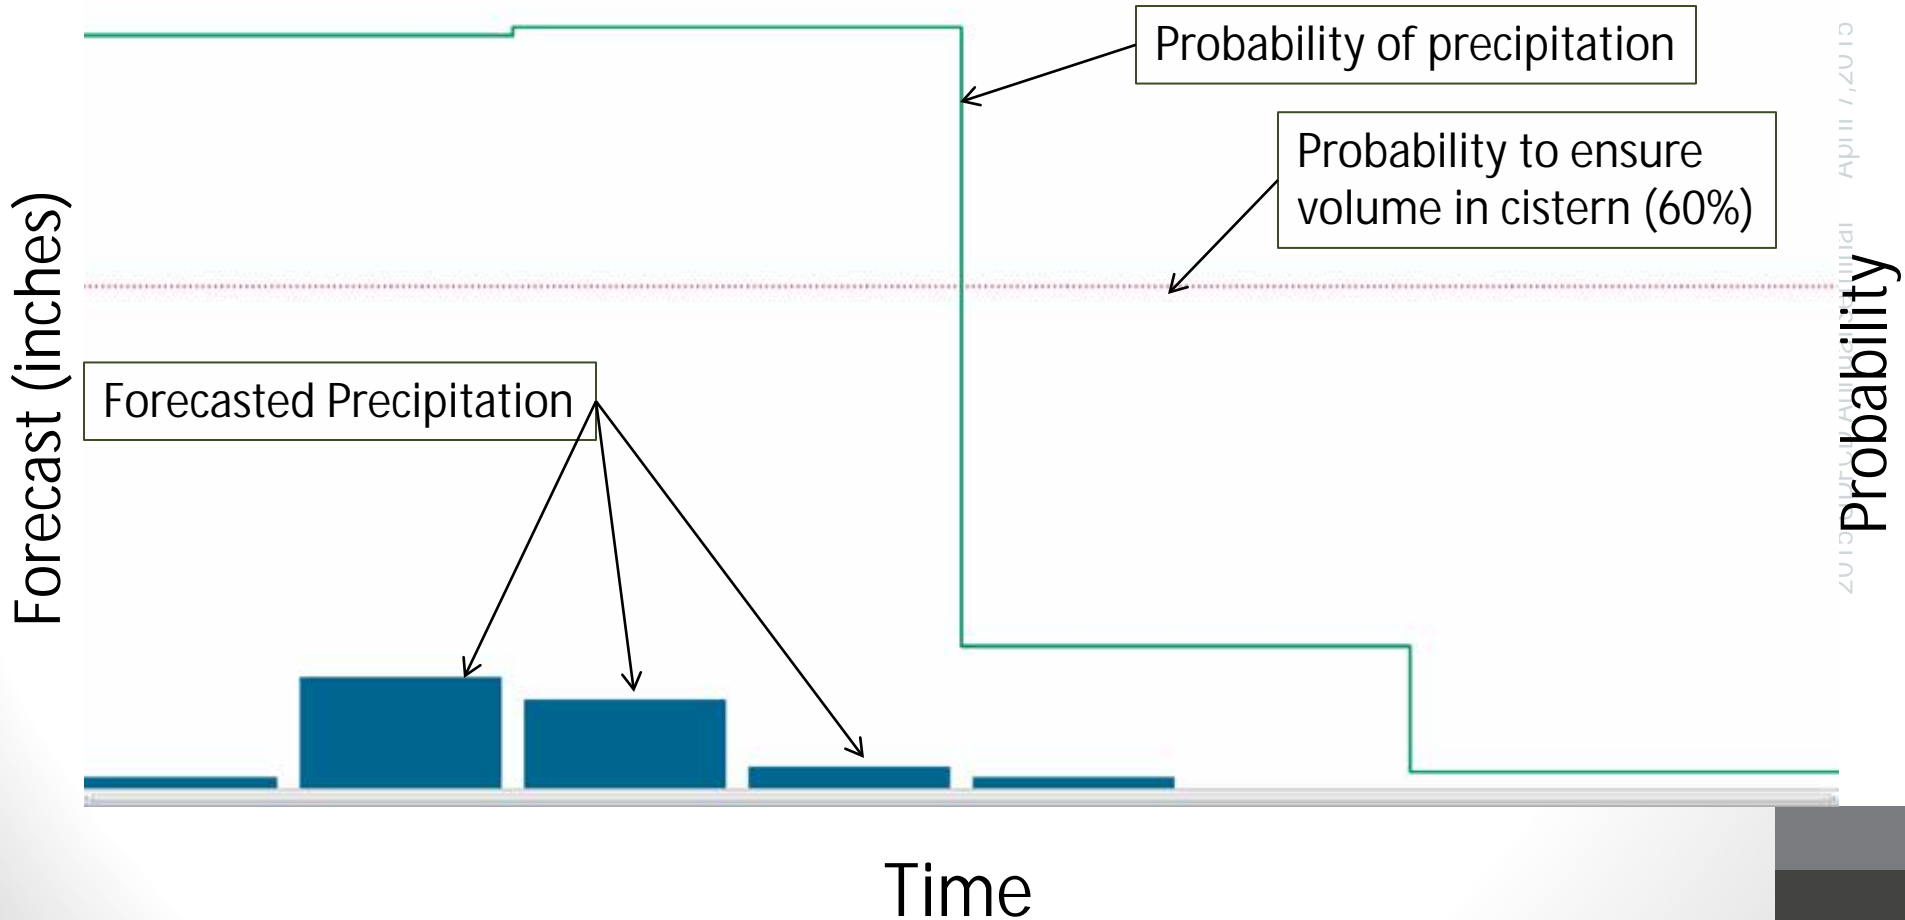 Probability of precipitation
Probability to ensure
volume in cistern (60%)
Forecast (inches)
Probability
Forecasted Precipitation
Time